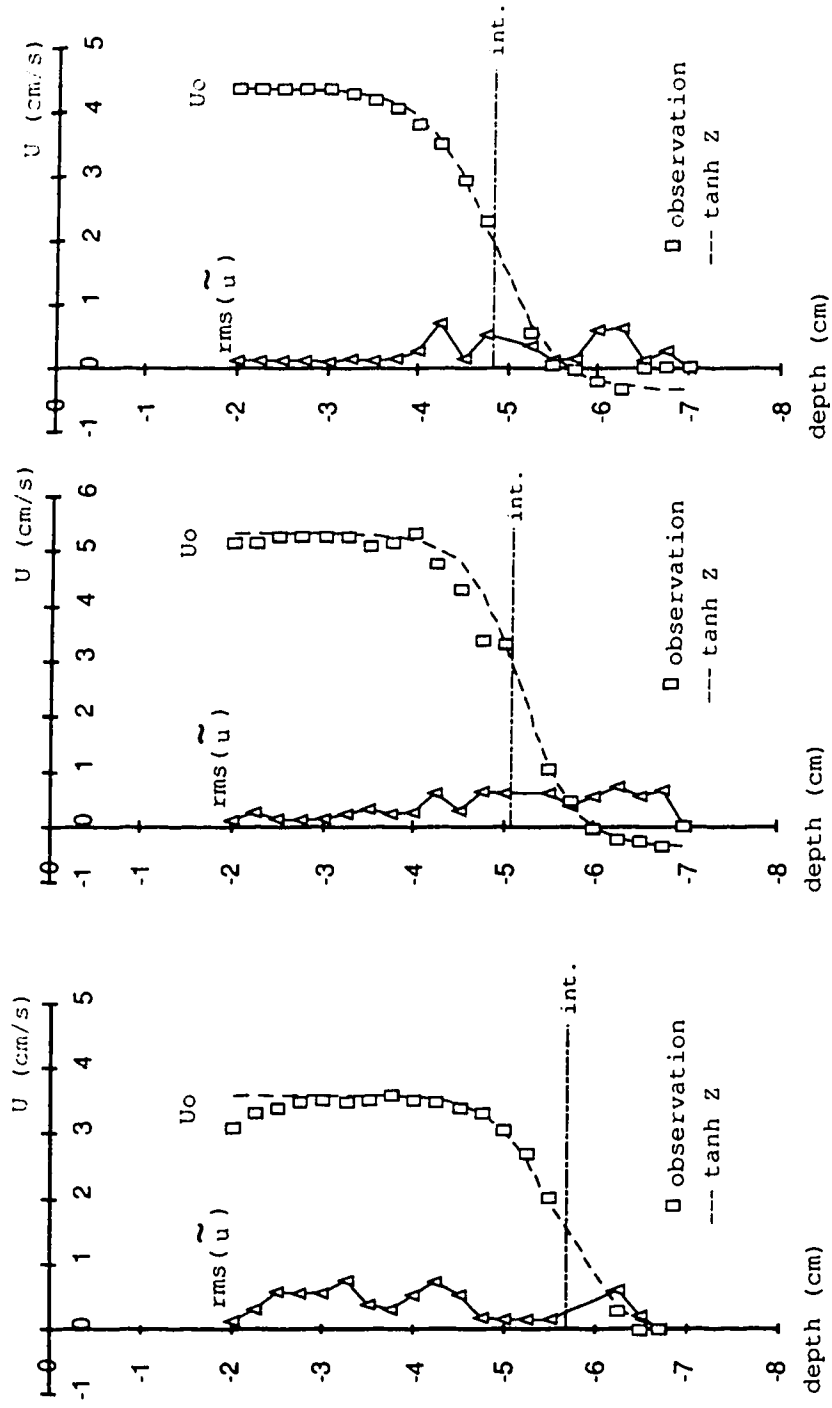 U (cm/s)
-1 0 1 2 3 4 5
0
-1
rms(ũ) Uo
-2
-3
-4
-5
int.
-6
-7
-8
□ observation
--- tanh Z
depth (cm)
U (cm/s)
-1 0 1 2 3 4 5 6
0
-1
rms(ũ) Uo
-2
-3
-4
-5
int.
-6
-7
-8
□ observation
--- tanh Z
depth (cm)
U (cm/s)
-1 0 1 2 3 4 5
0
-1
rms(ũ) Uo
-2
-3
-4
int.
-5
-6
-7
-8
□ observation
--- tanh Z
depth (cm)